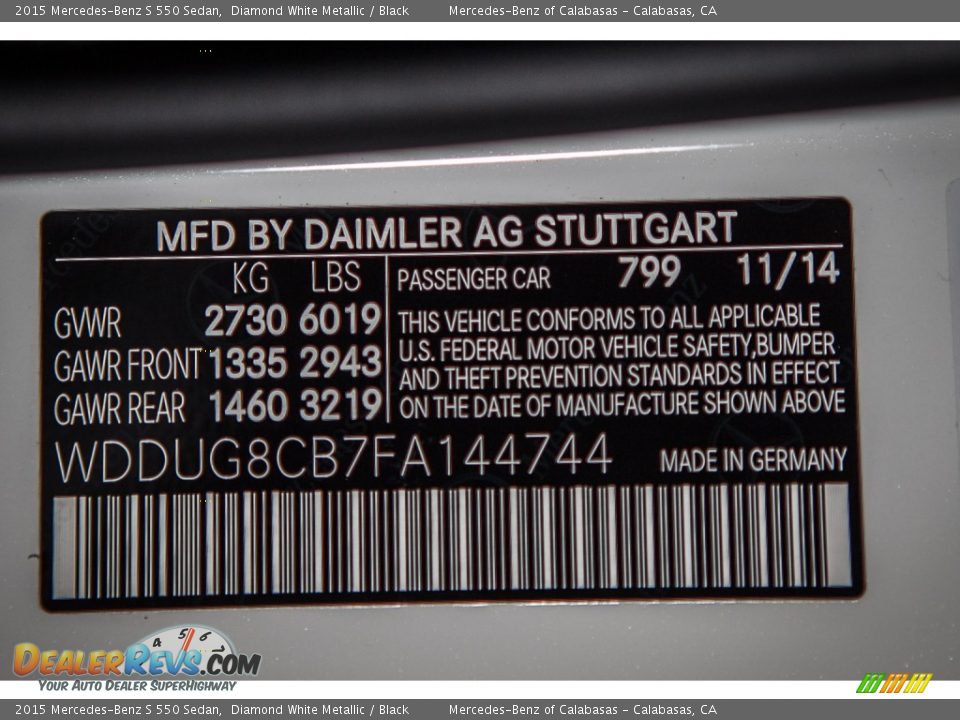 2015 Mercedes-Benz S 550 Sedan, Diamond White Metallic / Black Mercedes-Benz of Calabasas - Calabasas, CA
MFD BY DAIMLER AG STUTTGART
KG LBS
GVWR 2730 6019
GAWR FRONT 1335 2943
GAWR REAR 1460 3219
PASSENGER CAR 799 11/14
THIS VEHICLE CONFORMS TO ALL APPLICABLE
U.S. FEDERAL MOTOR VEHICLE SAFETY,BUMPER
AND THEFT PREVENTION STANDARDS IN EFFECT
ON THE DATE OF MANUFACTURE SHOWN ABOVE
WDDUG8CB7FA144744 MADE IN GERMANY
4 5 6 7
DEALERREVS.COM
YOUR AUTO DEALER SUPERHIGHWAY
2015 Mercedes-Benz S 550 Sedan, Diamond White Metallic / Black Mercedes-Benz of Calabasas - Calabasas, CA